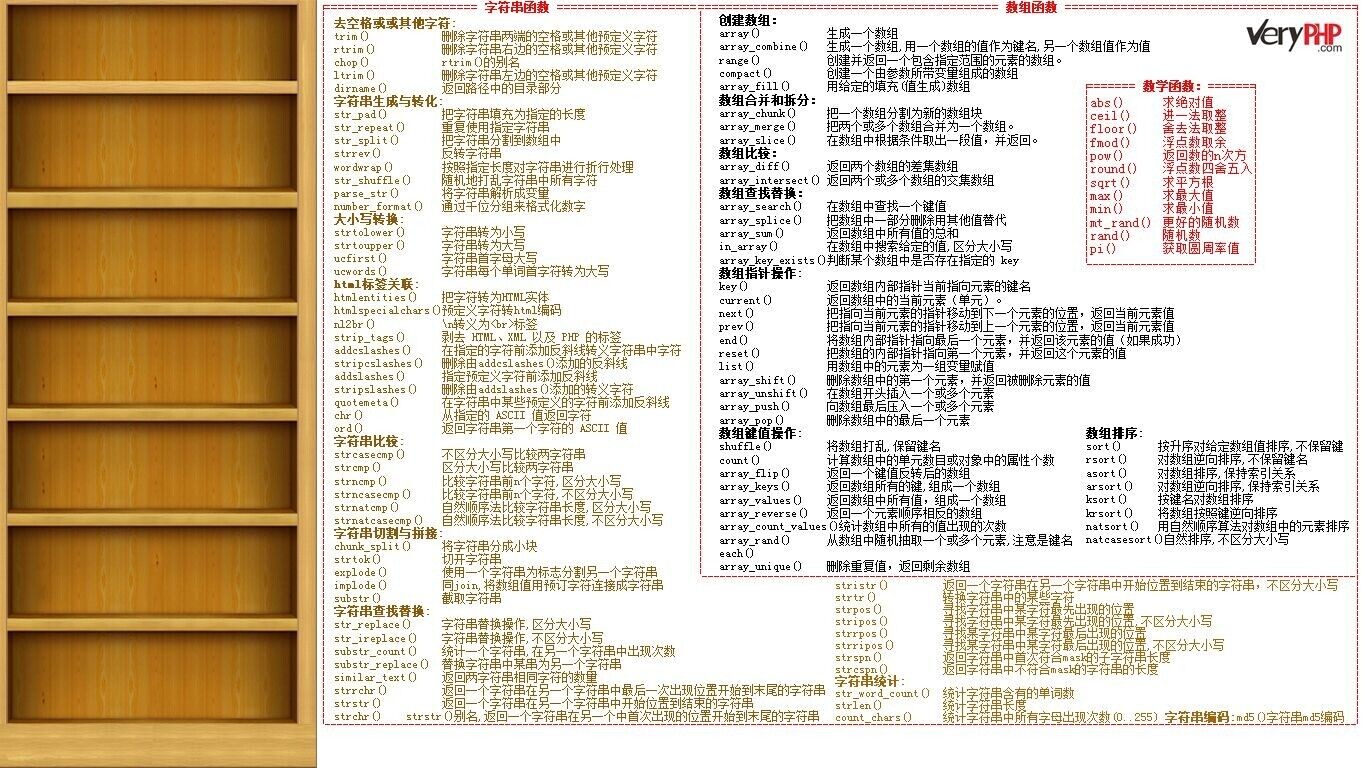 字符串函数
去空格或或其他字符:
trim() 删除字符串两端的空格或其他预定义字符
rtrim() 删除字符串右边的空格或其他预定义字符
chop() rtrim()的别名
ltrim() 删除字符串左边的空格或其他预定义字符
dirname() 返回路径中的目录部分
字符串生成与转化:
str_pad() 把字符串填充为指定的长度
str_repeat() 重复使用指定字符串
str_split() 把字符串分割到数组中
strrev() 反转字符串
wordwrap() 按照指定长度对字符串进行折行处理
str_shuffle() 随机地打乱字符串中所有字符
parse_str() 将字符串解析成变量
number_format() 通过千位分组来格式化数字
大小写转换:
strtolower() 字符串转为小写
strtoupper() 字符串转为大写
ucfirst() 字符串首字母大写
ucwords() 字符串每个单词首字符转为大写
html标签关联:
htmlentities() 把字符转为HTML实体
htmlspecialchars()预定义字符转html编码
nl2br() \n转义为<br>标签
strip_tags() 剥去 HTML、XML 以及 PHP 的标签
addcslashes() 在指定的字符前添加反斜线转义字符串中字符
stripcslashes() 删除由addcslashes()添加的反斜线
addslashes() 指定预定义字符前添加反斜线
stripslashes() 删除由addslashes()添加的转义字符
quotemeta() 在字符串中某些预定义的字符前添加反斜线
chr() 从指定的 ASCII 值返回字符
ord() 返回字符串第一个字符的 ASCII 值
字符串比较:
strcasecmp() 不区分大小写比较两字符串
strcmp() 区分大小写比较两字符串
strncmp() 比较字符串前n个字符,区分大小写
strncasecmp() 比较字符串前n个字符,不区分大小写
strnatcmp() 自然顺序法比较字符串长度,区分大小写
strnatcasecmp() 自然顺序法比较字符串长度,不区分大小写
字符串切割与拼接:
chunk_split() 将字符串分成小块
strtok() 切开字符串
explode() 使用一个字符串为标志分割另一个字符串
implode() 同join,将数组值用预订字符连接成字符串
substr() 截取字符串
字符串查找替换:
str_replace() 字符串替换操作,区分大小写
str_ireplace() 字符串替换操作,不区分大小写
substr_count() 统计一个字符串,在另一个字符串中出现次数
substr_replace() 替换字符串中某串为另一个字符串
similar_text() 返回两字符串相同字符的数量
strrchr() 返回一个字符串在另一个字符串中最后一次出现位置开始到末尾的字符串
strstr() 返回一个字符串在另一个字符串中开始位置到结束的字符串
strchr() strstr()别名,返回一个字符串在另一个中首次出现的位置开始到末尾的字符串
stristr() 返回一个字符串在另一个字符串中开始位置到结束的字符串，不区分大小写
strtr() 转换字符串中的某些字符
strpos() 寻找字符串中某字符最先出现的位置
stripos() 寻找字符串中某字符最先出现的位置,不区分大小写
strrpos() 寻找某字符串中某字符最后出现的位置
strripos() 寻找某字符串中某字符最后出现的位置,不区分大小写
strspn() 返回字符串中首次符合mask的子字符串长度
strcspn() 返回字符串中不符合mask的字符串的长度
字符串统计:
str_word_count() 统计字符串含有的单词数
strlen() 统计字符串长度
count_chars() 统计字符串中所有字母出现次数(0..255) 字符串编码:md5()字符串md5编码
数组函数
创建数组:
array() 生成一个数组
array_combine() 生成一个数组,用一个数组的值作为键名,另一个数组值作为值
range() 创建并返回一个包含指定范围的元素的数组。
compact() 创建一个由参数所带变量组成的数组
array_fill() 用给定的填充(值生成)数组
数组合并和拆分:
array_chunk() 把一个数组分割为新的数组块
array_merge() 把两个或多个数组合并为一个数组。
array_slice() 在数组中根据条件取出一段值，并返回。
数组比较:
array_diff() 返回两个数组的差集数组
array_intersect() 返回两个或多个数组的交集数组
数组查找替换:
array_search() 在数组中查找一个键值
array_splice() 把数组中一部分删除用其他值替代
array_sum() 返回数组中所有值的总和
in_array() 在数组中搜索给定的值,区分大小写
array_key_exists()判断某个数组中是否存在指定的 key
数组指针操作:
key() 返回数组内部指针当前指向元素的键名
current() 返回数组中的当前元素（单元）。
next() 把指向当前元素的指针移动到下一个元素的位置，返回当前元素值
prev() 把指向当前元素的指针移动到上一个元素的位置，返回当前元素值
end() 将数组内部指针指向最后一个元素，并返回该元素的值（如果成功）
reset() 把数组的内部指针指向第一个元素，并返回这个元素的值
list() 用数组中的元素为一组变量赋值
array_shift() 删除数组中的第一个元素，并返回被删除元素的值
array_unshift() 在数组开头插入一个或多个元素
array_push() 向数组最后压入一个或多个元素
array_pop() 删除数组中的最后一个元素
数组键值操作:
shuffle() 将数组打乱,保留键名
count() 计算数组中的单元数目或对象中的属性个数
array_flip() 返回一个键值反转后的数组
array_keys() 返回数组所有的键,组成一个数组
array_values() 返回数组中所有值，组成一个数组
array_reverse() 返回一个元素顺序相反的数组
array_count_values()统计数组中所有的值出现的次数
array_rand() 从数组中随机抽取一个或多个元素,注意是键名
each()
array_unique() 删除重复值，返回剩余数组
数组排序:
sort() 按升序对给定数组值排序,不保留键
rsort() 对数组逆向排序,不保留键名
asort() 对数组排序,保持索引关系
arsort() 对数组逆向排序,保持索引关系
ksort() 按键名对数组排序
krsort() 将数组按照键逆向排序
natsort() 用自然顺序算法对数组中的元素排序
natcasesort()自然排序,不区分大小写
VeryPHP
.com
数学函数:
abs() 求绝对值
ceil() 进一法取整
floor() 舍去法取整
fmod() 浮点数取余
pow() 返回数的n次方
round() 浮点数四舍五入
sqrt() 求平方根
max() 求最大值
min() 求最小值
mt_rand() 更好的随机数
rand() 随机数
pi() 获取圆周率值